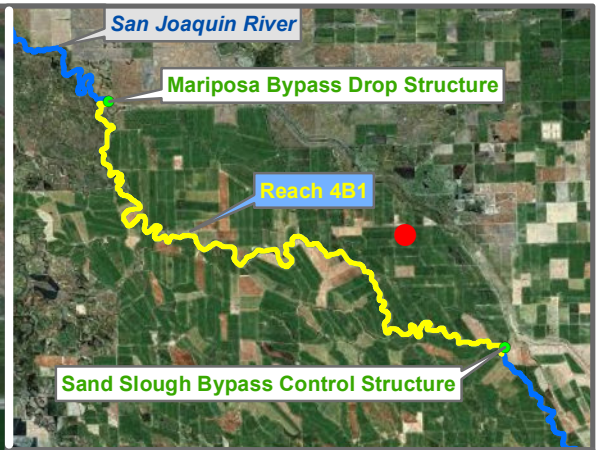 San Joaquin River
Mariposa Bypass Drop Structure
Reach 4B1
Sand Slough Bypass Control Structure